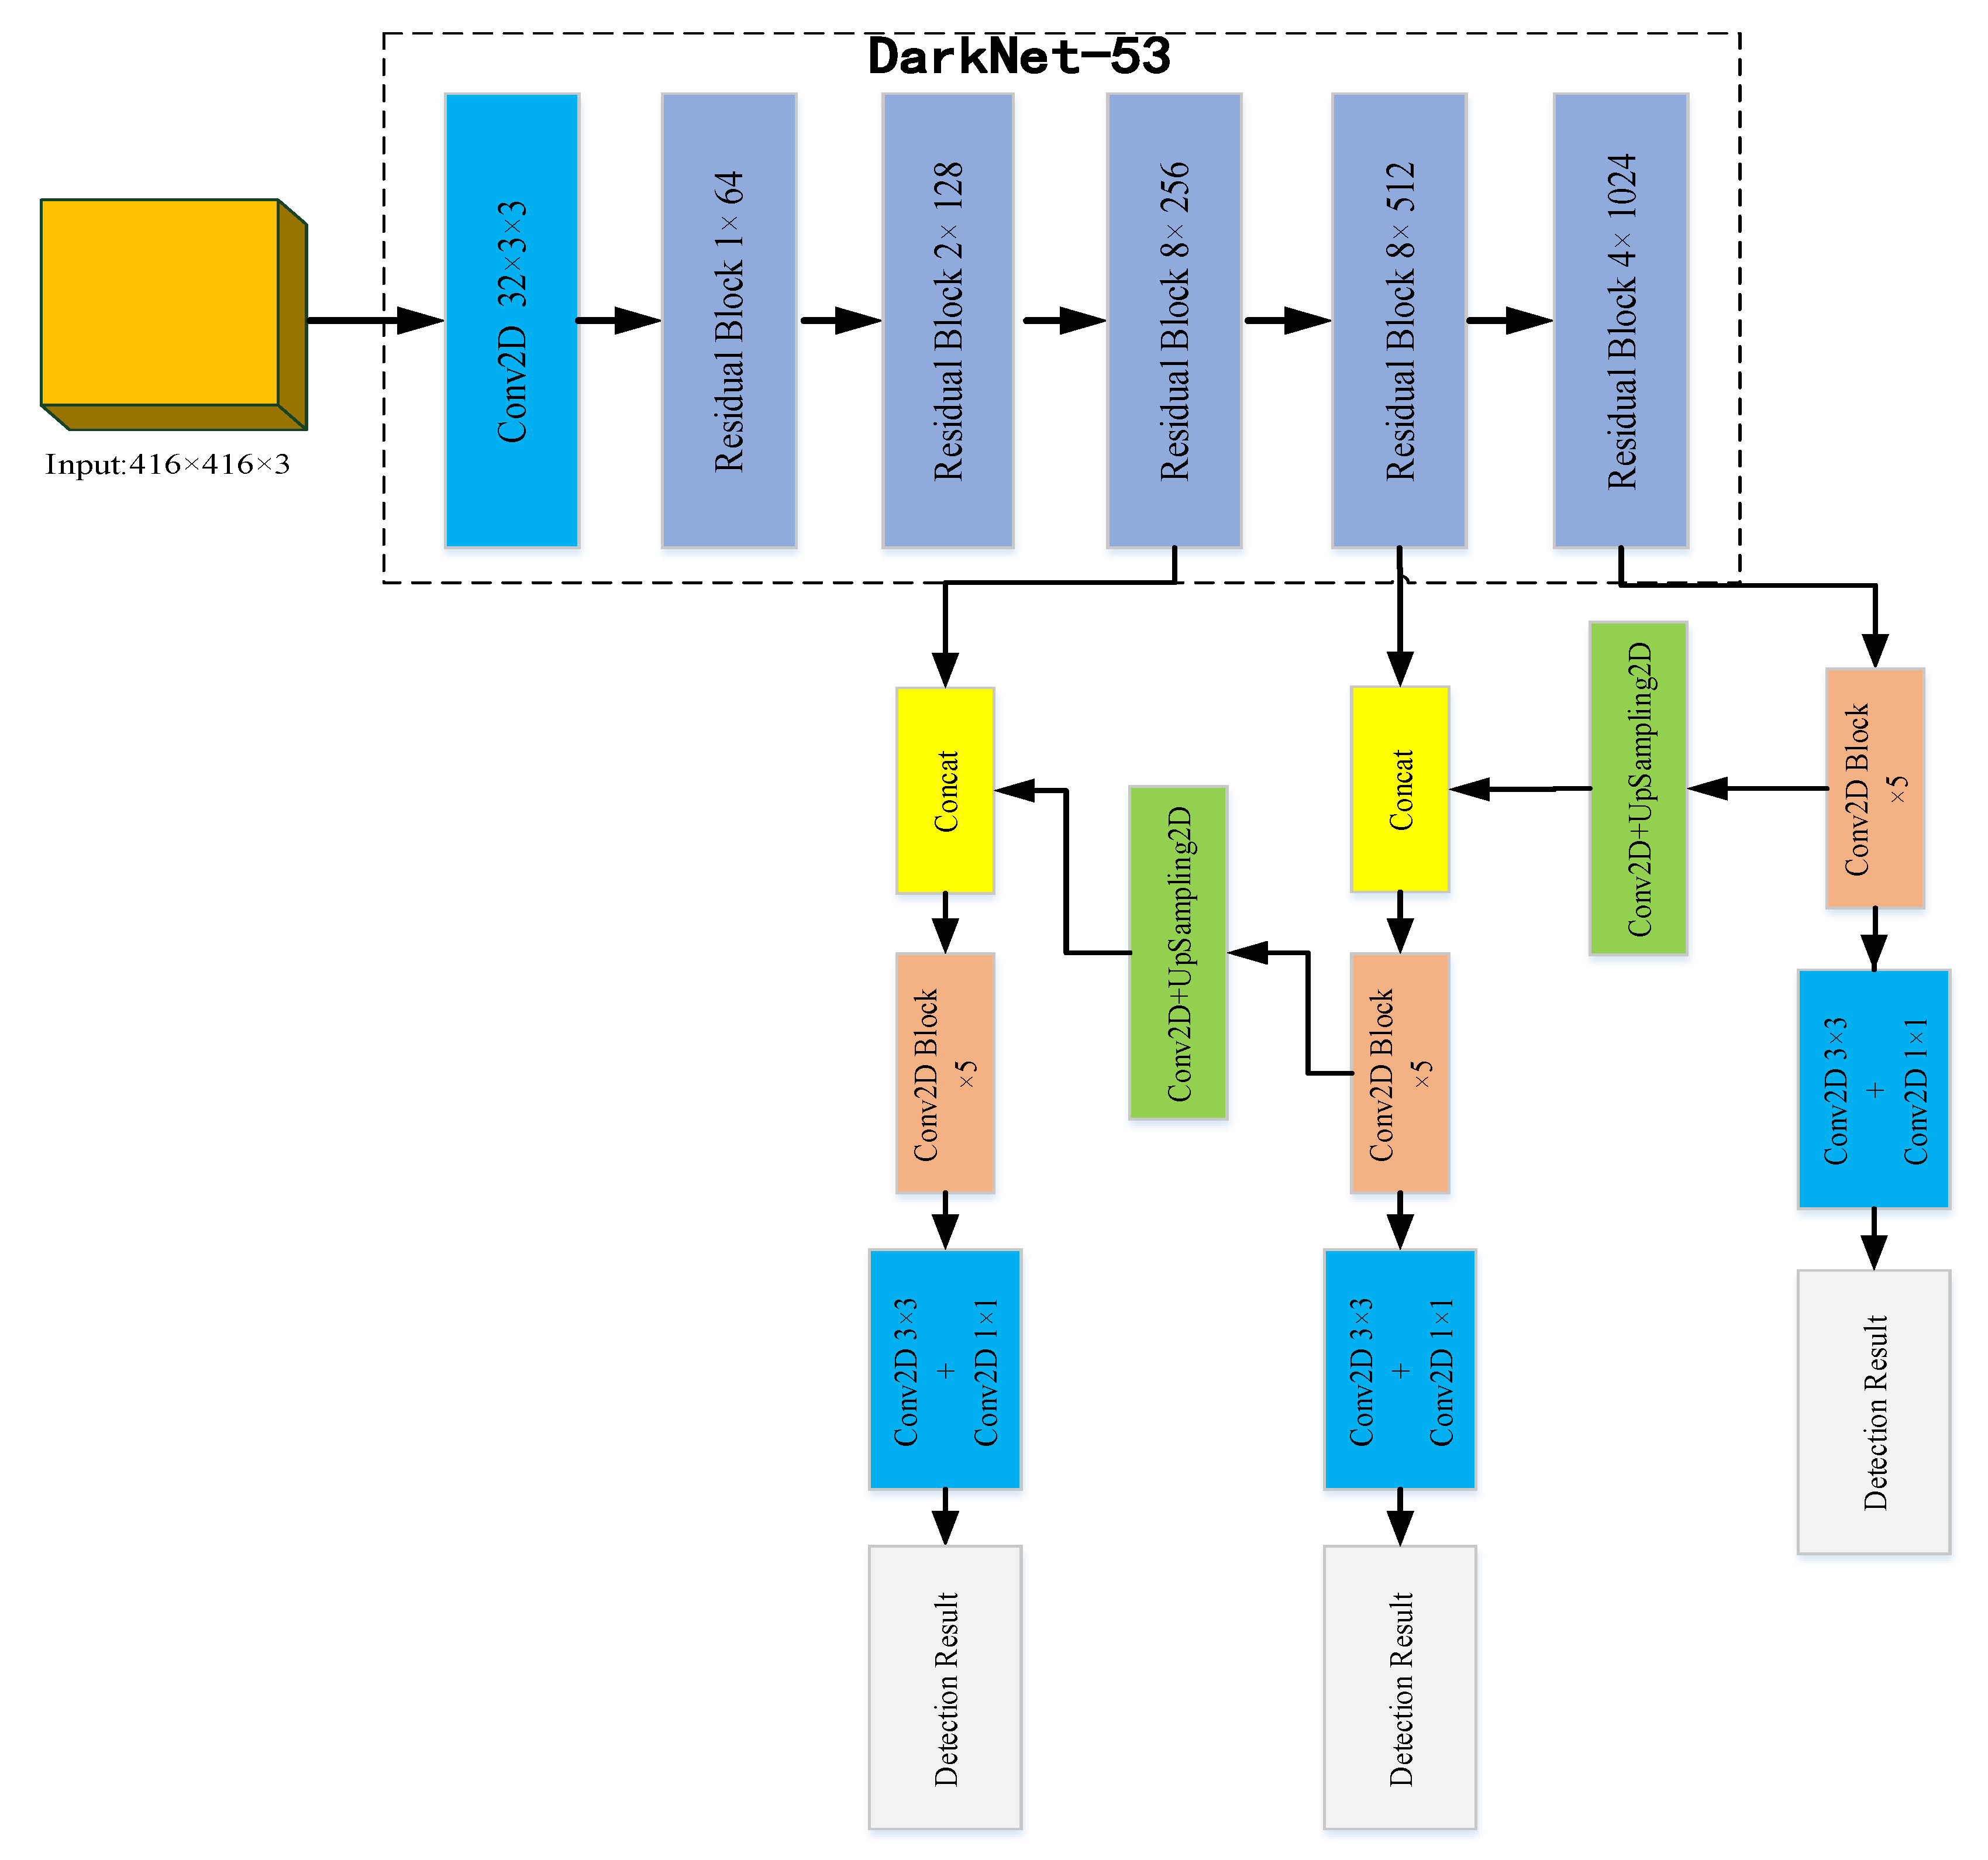 DarkNet-53
Input:416×416×3
Conv2D 32×3×3
Residual Block 1× 64
Residual Block 2× 128
Residual Block 8× 256
Residual Block 8× 512
Residual Block 4× 1024
Concat
Conv2D Block
×5
Conv2D 3×3
+
Conv2D 1×1
Detection Result
Conv2D+UpSampling2D
Concat
Conv2D Block
×5
Conv2D 3×3
+
Conv2D 1×1
Detection Result
Conv2D+UpSampling2D
Conv2D Block
×5
Conv2D 3×3
+
Conv2D 1×1
Detection Result